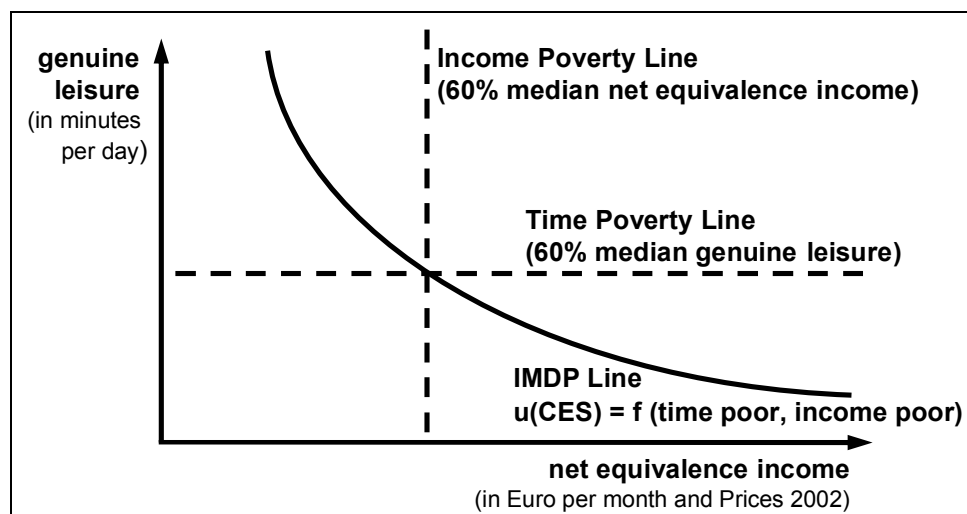 genuine
leisure
(in minutes
per day)
Income Poverty Line
(60% median net equivalence income)
Time Poverty Line
(60% median genuine leisure)
IMDP Line
u(CES) = f (time poor, income poor)
net equivalence income
(in Euro per month and Prices 2002)